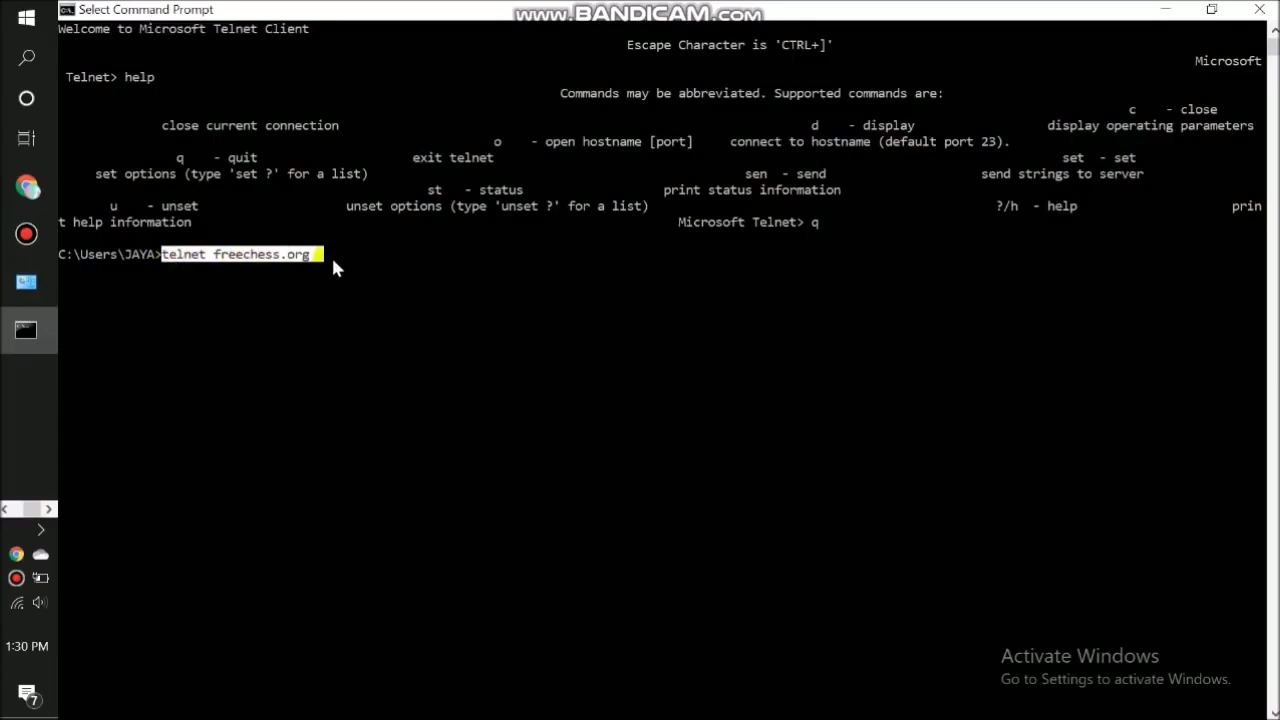 Select Command Prompt
www.BANDICAM.com
Welcome to Microsoft Telnet Client
Escape Character is 'CTRL+]'
Microsoft
Telnet> help
Commands may be abbreviated. Supported commands are:
c - close
close current connection d - display display operating parameters
o - open hostname [port] connect to hostname (default port 23).
q - quit exit telnet set - set
set options (type 'set ?' for a list) sen - send send strings to server
st - status print status information
u - unset unset options (type 'unset ?' for a list) ?/h - help prin
t help information Microsoft Telnet> q
C:\Users\JAYA>telnet freechess.org
1:30 PM
7
Activate Windows
Go to Settings to activate Windows.